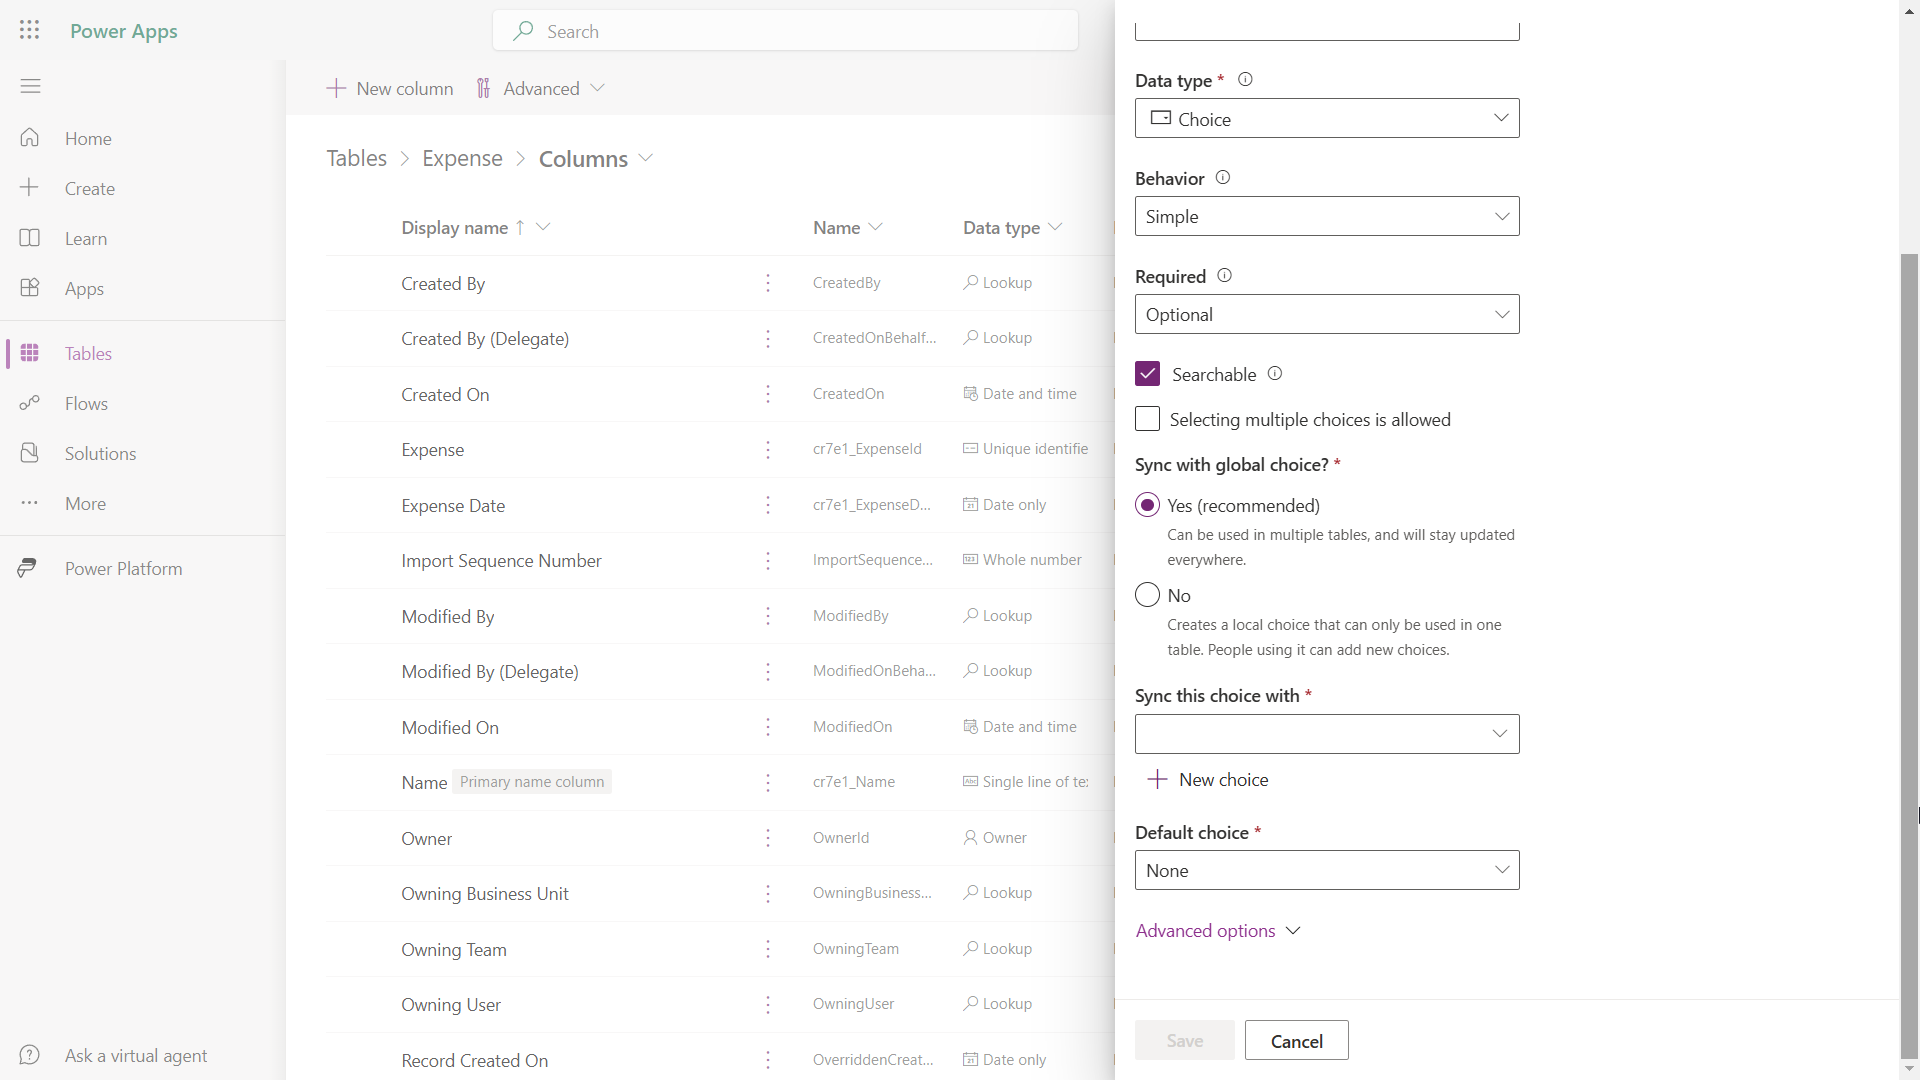 Power Apps
Search
Home
Create
Learn
Apps
Tables
Flows
Solutions
More
Power Platform
Ask a virtual agent
New column
Advanced
Tables > Expense > Columns
Display name ↑ Name Data type
Created By CreatedBy Lookup
Created By (Delegate) CreatedOnBehalf... Lookup
Created On CreatedOn Date and time
Expense cr7e1_ExpenseId Unique identifie
Expense Date cr7e1_ExpenseD... Date only
Import Sequence Number ImportSequence... Whole number
Modified By ModifiedBy Lookup
Modified By (Delegate) ModifiedOnBeha... Lookup
Modified On ModifiedOn Date and time
Name Primary name column cr7e1_Name Abc Single line of te
Owner OwnerId Owner
Owning Business Unit OwningBusiness... Lookup
Owning Team OwningTeam Lookup
Owning User OwningUser Lookup
Record Created On OverriddenCreat... Date only
Data type *
Choice
Behavior
Simple
Required
Optional
Searchable
Selecting multiple choices is allowed
Sync with global choice? *
Yes (recommended)
Can be used in multiple tables, and will stay updated
everywhere.
No
Creates a local choice that can only be used in one
table. People using it can add new choices.
Sync this choice with *
New choice
Default choice *
None
Advanced options
Save
Cancel